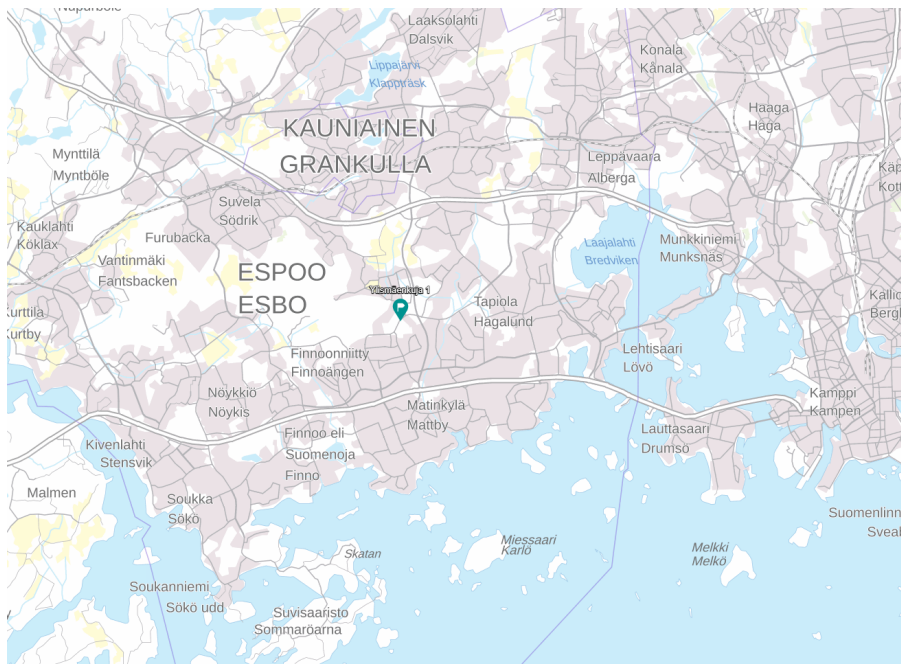 Laaksolahti
Dalsvik
Konala
Kånala
Lippajärvi
Klappträsk
Haaga
Haga
KAUNIAINEN
GRANKULLA
Mynttilä
Myntböle
Leppävaara
Alberga
Suvela
Södrik
Kauklahti
Köklax
Furubacka
Vantinmäki
Fantsbacken
Laajalahti
Bredviken
Munkkiniemi
Munksnäs
ESPOO
ESBO
Tapiola
Hagalund
Finnoonniitty
Finnoängen
Lehtisaari
Lövö
Nöykkiö
Nöykis
Matinkylä
Mattby
Kamppi
Kampen
Finnoo eli
Suomenoja
Finno
Lauttasaari
Drumsö
Kivenlahti
Stensvik
Malmen
Soukka
Sökö
Suomenlinn
Sveab
Miessaari
Karlö
Skatan
Melkki
Melkö
Soukanniemi
Sökö udd
Suvisaaristo
Sommaröarna